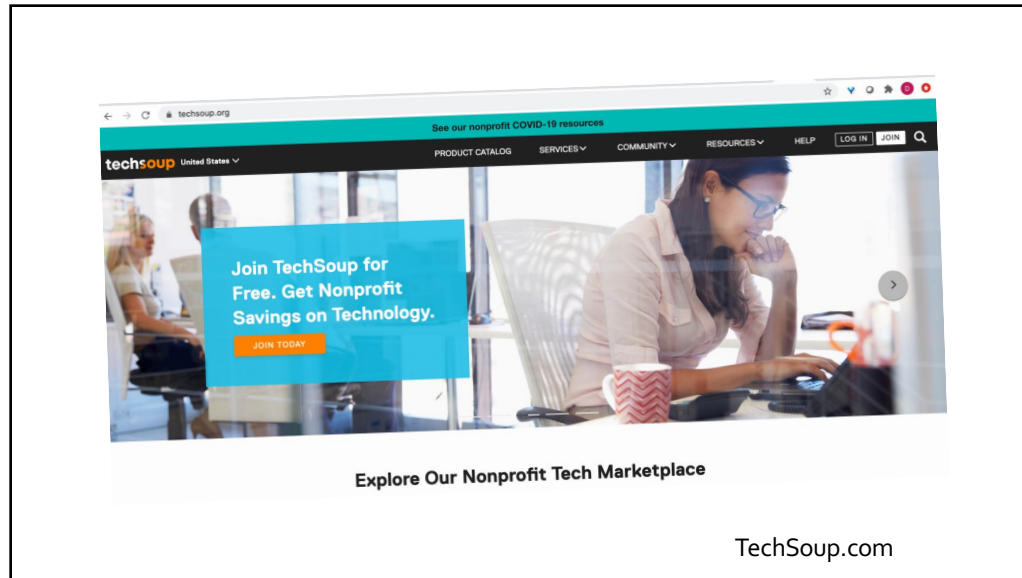 techsoup.org
See our nonprofit COVID-19 resources
techsoup United States PRODUCT CATALOG SERVICES COMMUNITY RESOURCES HELP LOG IN JOIN
Join TechSoup for
Free. Get Nonprofit
Savings on Technology.
JOIN TODAY
Explore Our Nonprofit Tech Marketplace
TechSoup.com